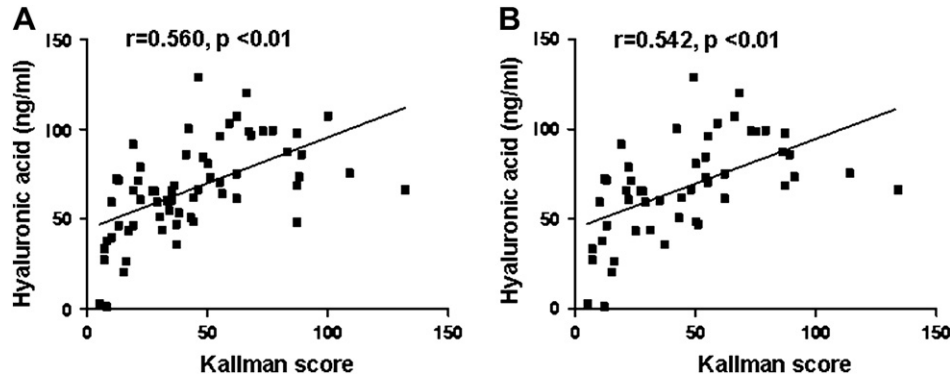 A
r=0.560, p <0.01
Hyaluronic acid (ng/ml)
150
100
50
0
0
50
100
150
Kallman score
B
r=0.542, p <0.01
Hyaluronic acid (ng/ml)
150
100
50
0
0
50
100
150
Kallman score